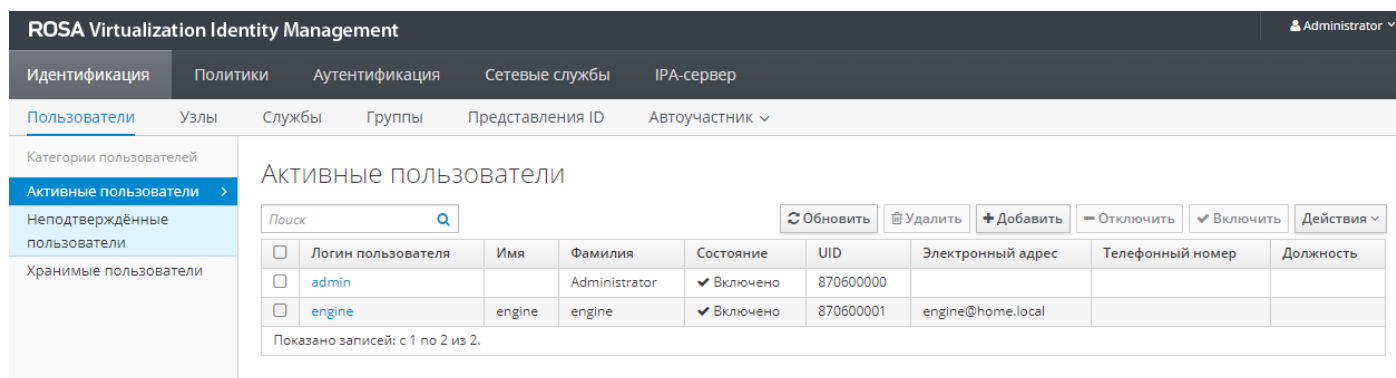 ROSA Virtualization Identity Management
Administrator
Идентификация Политики Аутентификация Сетевые службы IPA-сервер
Пользователи Узлы Службы Группы Представления ID Автоучастник
Категории пользователей
Активные пользователи
Неподтверждённые
пользователи
Хранимые пользователи
Активные пользователи
Поиск Обновить Удалить Добавить Отключить Включить Действия
Логин пользователя Имя Фамилия Состояние UID Электронный адрес Телефонный номер Должность
admin Administrator Включено 870600000
engine engine engine Включено 870600001 engine@home.local
Показано записей: с 1 по 2 из 2.